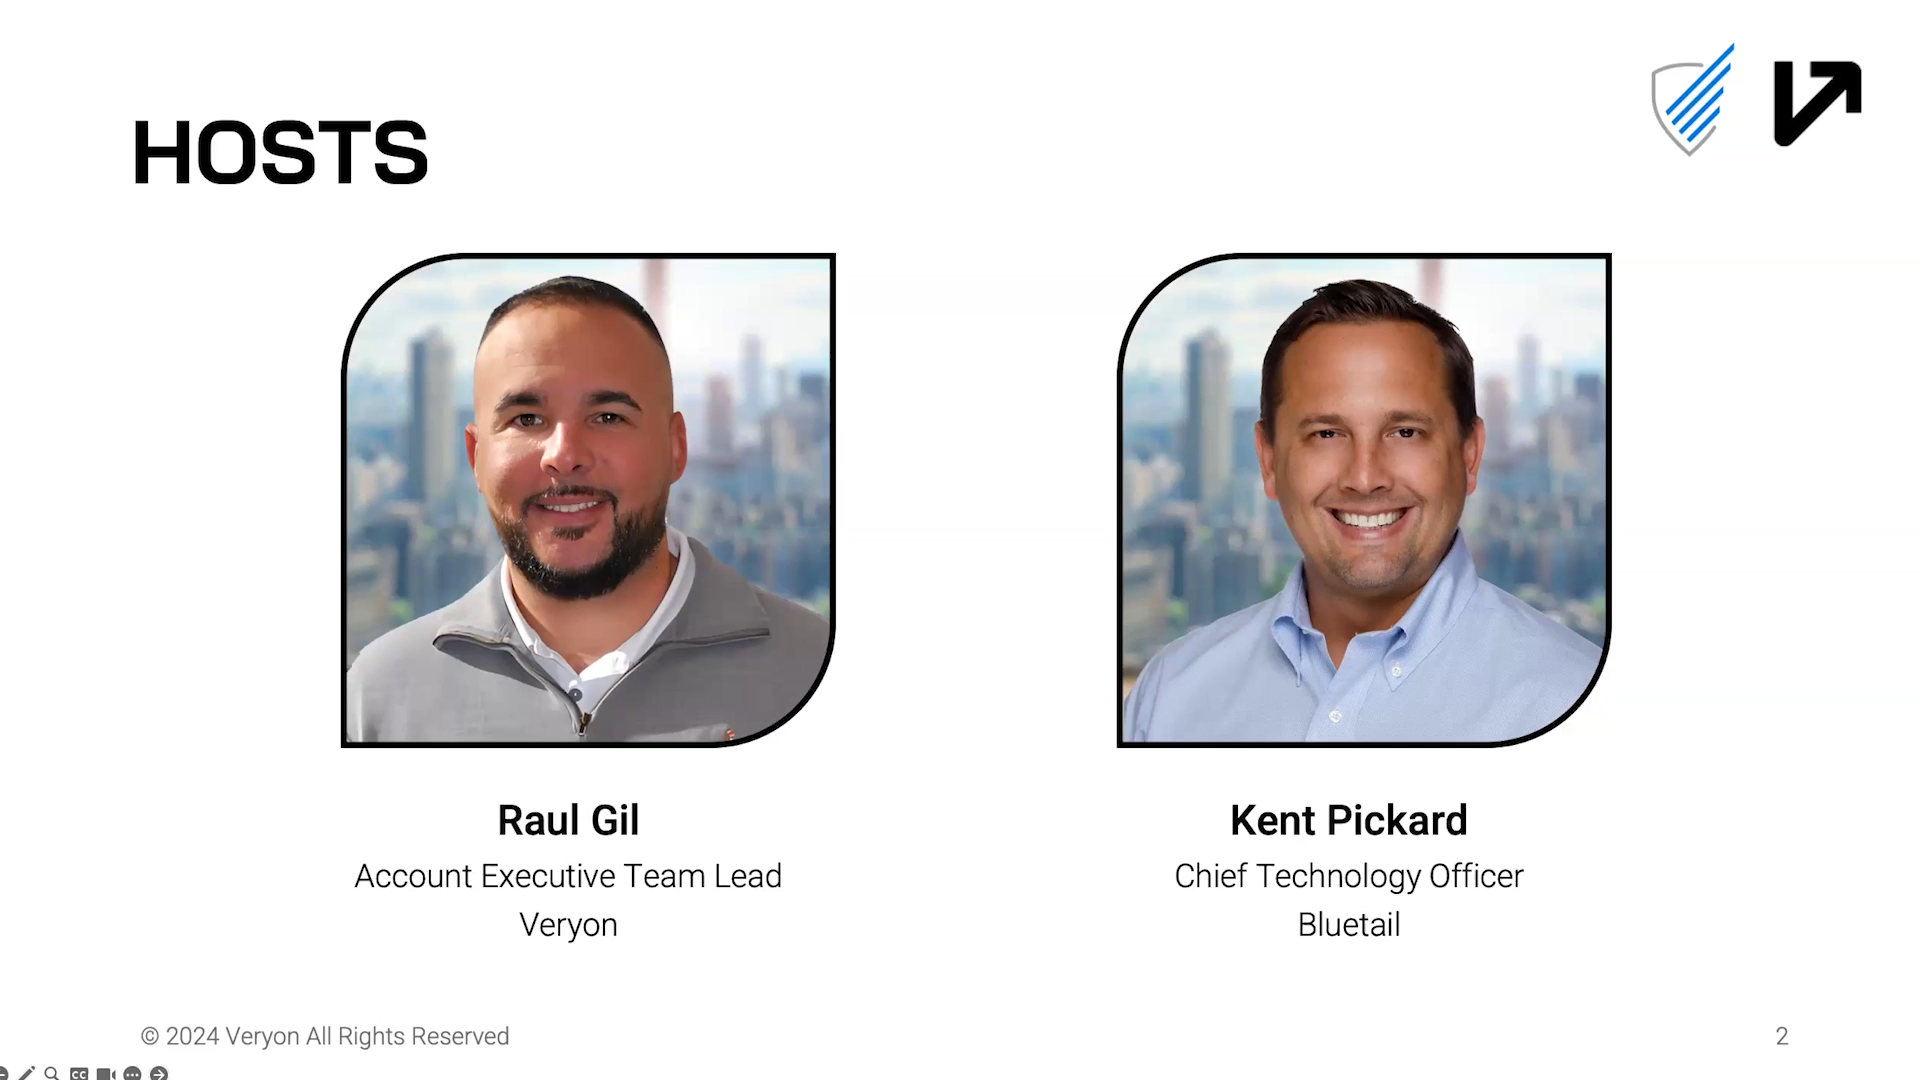 HOSTS
Raul Gil
Account Executive Team Lead
Veryon
Kent Pickard
Chief Technology Officer
Bluetail
© 2024 Veryon All Rights Reserved
2
CC